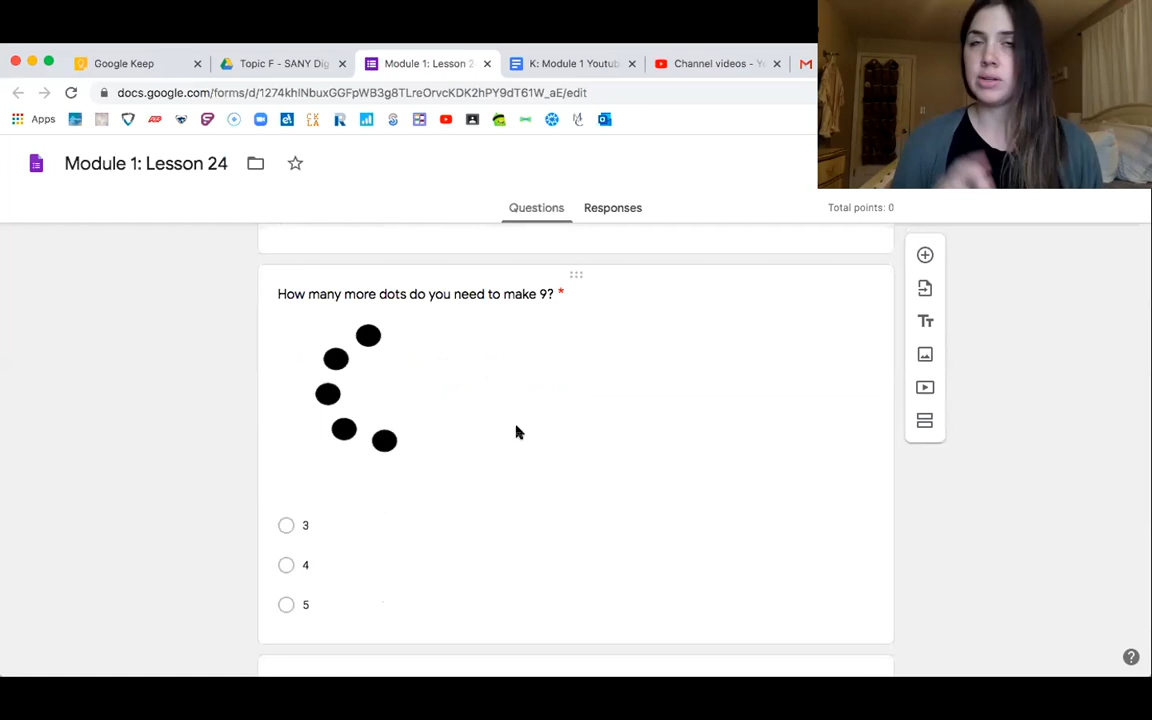 Google Keep
Topic F - SANY Dig
Module 1: Lesson 2
K: Module 1 Youtub
Channel videos - Yo
docs.google.com/forms/d/1274khlNbuxGGFpWB3g8TLreOrvcKDK2hPY9dT61W_aE/edit
Apps
Module 1: Lesson 24
Questions
Responses
Total points: 0
How many more dots do you need to make 9? *
3
4
5